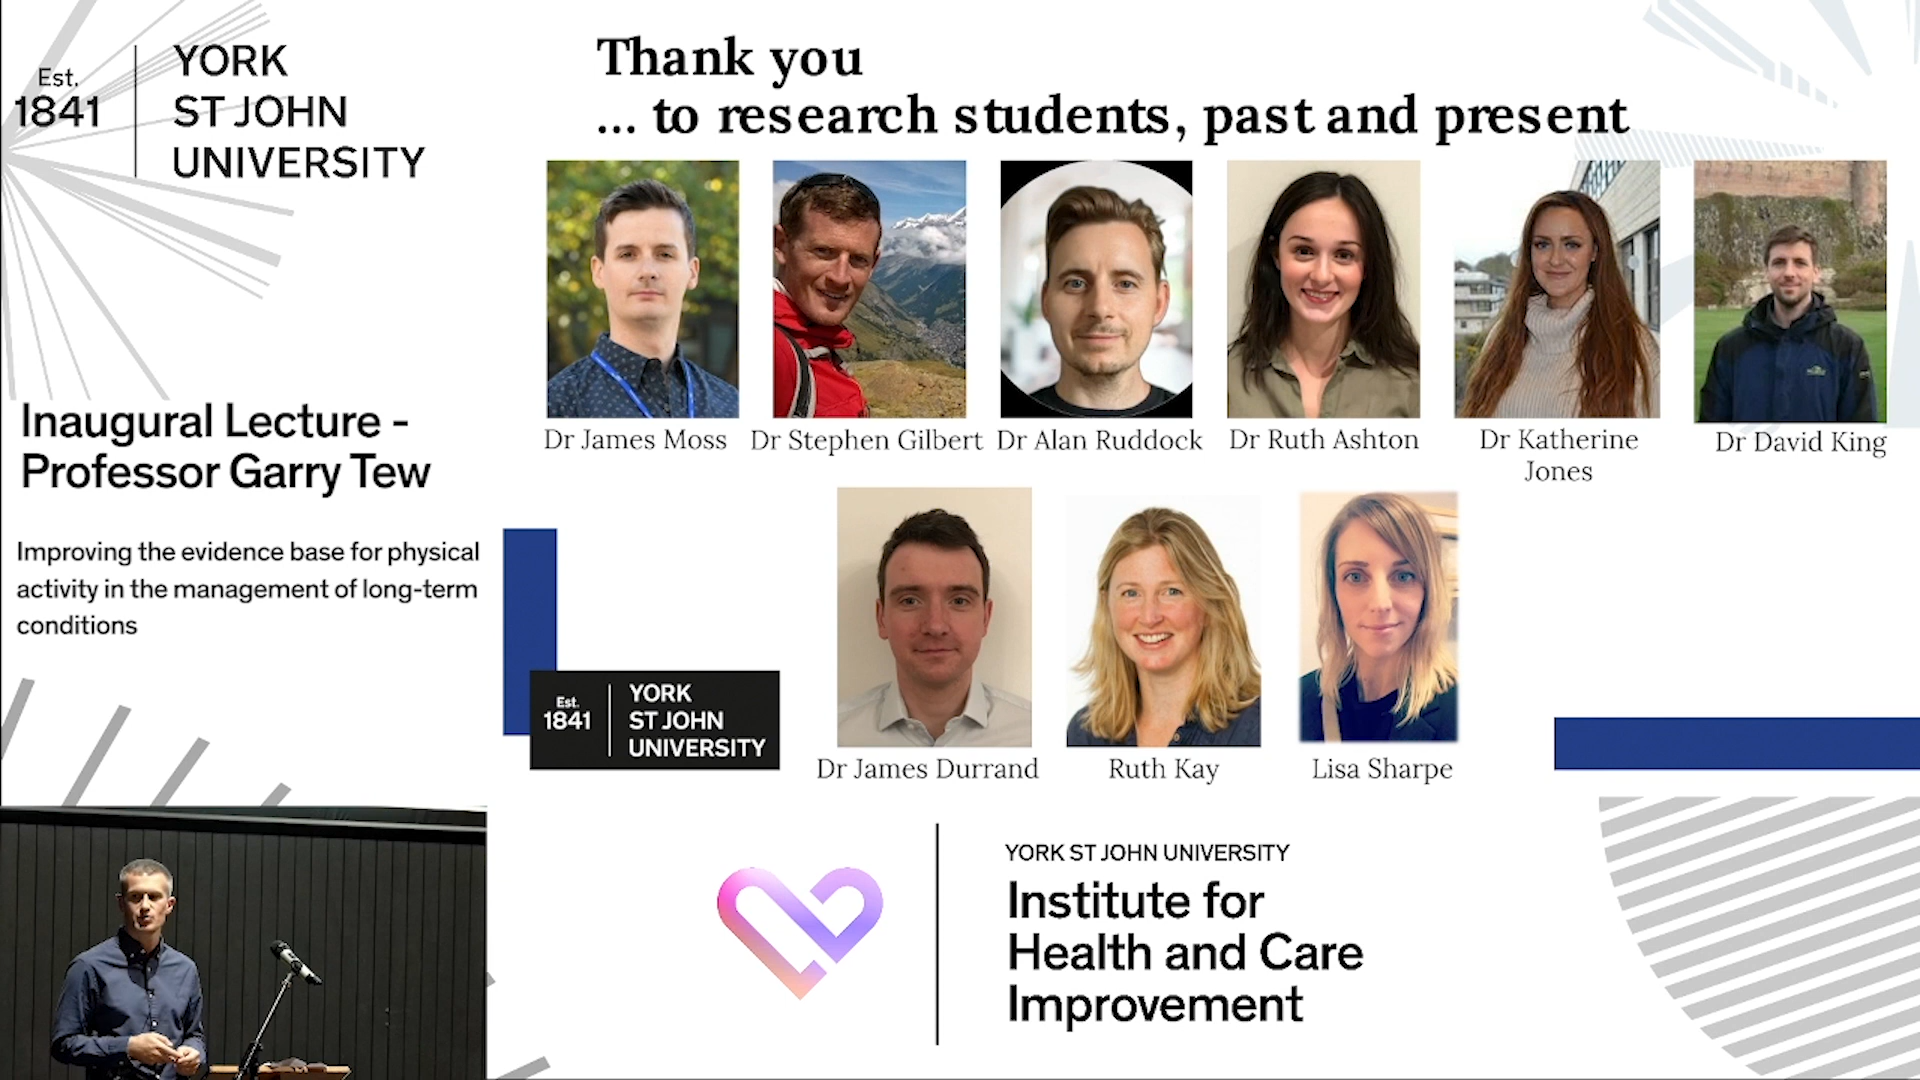 Est.
1841
YORK
ST JOHN
UNIVERSITY
Inaugural Lecture -
Professor Garry Tew
Improving the evidence base for physical
activity in the management of long-term
conditions
Thank you
... to research students, past and present
Dr James Moss
Dr Stephen Gilbert
Dr Alan Ruddock
Dr Ruth Ashton
Dr Katherine
Jones
Dr David King
Est.
1841
YORK
ST JOHN
UNIVERSITY
Dr James Durrand
Ruth Kay
Lisa Sharpe
YORK ST JOHN UNIVERSITY
Institute for
Health and Care
Improvement